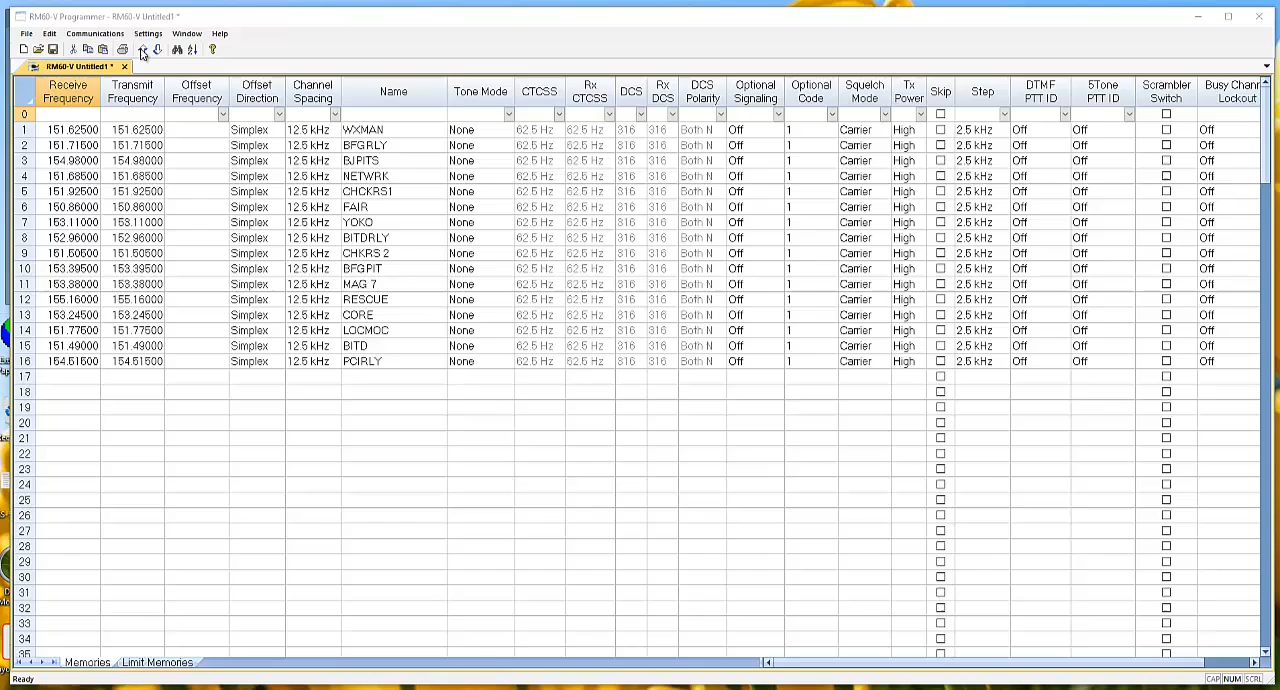 RM60-V Programmer - RM60-V Untitled1 *
File Edit Communications Settings Window Help
RM60-V Untitled1 *
Receive Frequency Transmit Frequency Offset Frequency Offset Direction Channel Spacing Name Tone Mode CTCSS Rx CTCSS DCS Rx DCS DCS Polarity Optional Signaling Optional Code Squelch Mode Tx Power Skip Step DTMF PTT ID 5Tone PTT ID Scrambler Switch Busy Chann Lockout
0
1 151.62500 151.62500 Simplex 12.5 kHz WXMAN None 62.5 Hz 62.5 Hz 316 316 Both N Off 1 Carrier High 2.5 kHz Off Off Off
2 151.71500 151.71500 Simplex 12.5 kHz BFGRLY None 62.5 Hz 62.5 Hz 316 316 Both N Off 1 Carrier High 2.5 kHz Off Off Off
3 154.98000 154.98000 Simplex 12.5 kHz BJPITS None 62.5 Hz 62.5 Hz 316 316 Both N Off 1 Carrier High 2.5 kHz Off Off Off
4 151.68500 151.68500 Simplex 12.5 kHz NETWRK None 62.5 Hz 62.5 Hz 316 316 Both N Off 1 Carrier High 2.5 kHz Off Off Off
5 151.92500 151.92500 Simplex 12.5 kHz CHCKRS1 None 62.5 Hz 62.5 Hz 316 316 Both N Off 1 Carrier High 2.5 kHz Off Off Off
6 150.86000 150.86000 Simplex 12.5 kHz FAIR None 62.5 Hz 62.5 Hz 316 316 Both N Off 1 Carrier High 2.5 kHz Off Off Off
7 153.11000 153.11000 Simplex 12.5 kHz YOKO None 62.5 Hz 62.5 Hz 316 316 Both N Off 1 Carrier High 2.5 kHz Off Off Off
8 152.96000 152.96000 Simplex 12.5 kHz BITDRLY None 62.5 Hz 62.5 Hz 316 316 Both N Off 1 Carrier High 2.5 kHz Off Off Off
9 151.50500 151.50500 Simplex 12.5 kHz CHKRS 2 None 62.5 Hz 62.5 Hz 316 316 Both N Off 1 Carrier High 2.5 kHz Off Off Off
10 153.39500 153.39500 Simplex 12.5 kHz BFGPIT None 62.5 Hz 62.5 Hz 316 316 Both N Off 1 Carrier High 2.5 kHz Off Off Off
11 153.38000 153.38000 Simplex 12.5 kHz MAG 7 None 62.5 Hz 62.5 Hz 316 316 Both N Off 1 Carrier High 2.5 kHz Off Off Off
12 155.16000 155.16000 Simplex 12.5 kHz RESCUE None 62.5 Hz 62.5 Hz 316 316 Both N Off 1 Carrier High 2.5 kHz Off Off Off
13 153.24500 153.24500 Simplex 12.5 kHz CORE None 62.5 Hz 62.5 Hz 316 316 Both N Off 1 Carrier High 2.5 kHz Off Off Off
14 151.77500 151.77500 Simplex 12.5 kHz LOCMOC None 62.5 Hz 62.5 Hz 316 316 Both N Off 1 Carrier High 2.5 kHz Off Off Off
15 151.49000 151.49000 Simplex 12.5 kHz BITD None 62.5 Hz 62.5 Hz 316 316 Both N Off 1 Carrier High 2.5 kHz Off Off Off
16 154.51500 154.51500 Simplex 12.5 kHz PCIRLY None 62.5 Hz 62.5 Hz 316 316 Both N Off 1 Carrier High 2.5 kHz Off Off Off
17
18
19
20
21
22
23
24
25
26
27
28
29
30
31
32
33
34
35
Memories Limit Memories
Ready CAP NUM SCRL